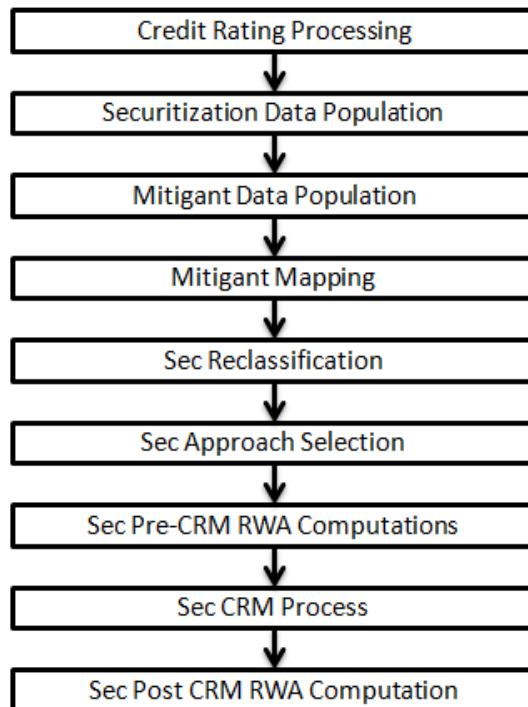 Credit Rating Processing
Securitization Data Population
Mitigant Data Population
Mitigant Mapping
Sec Reclassification
Sec Approach Selection
Sec Pre-CRM RWA Computations
Sec CRM Process
Sec Post CRM RWA Computation